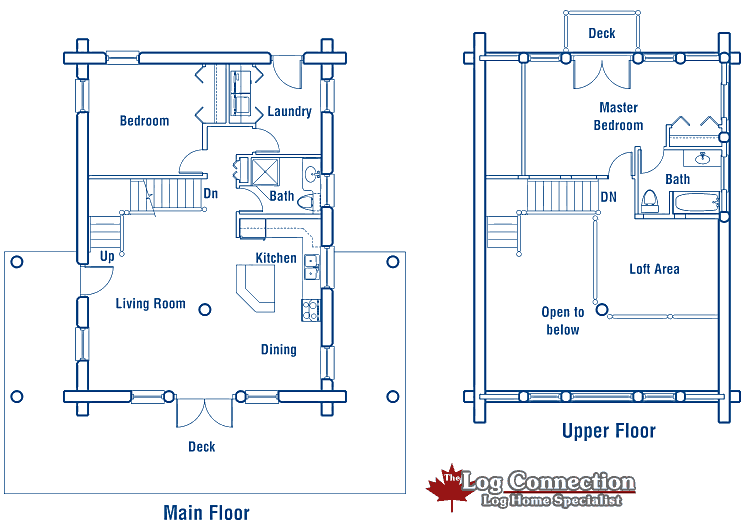 Deck
Bedroom
Laundry
Master
Bedroom
Dn
Bath
DN
Bath
Up
Kitchen
Loft Area
Living Room
Open to
below
Dining
Deck
Upper Floor
Main Floor
The Log Connection
Log Home Specialist